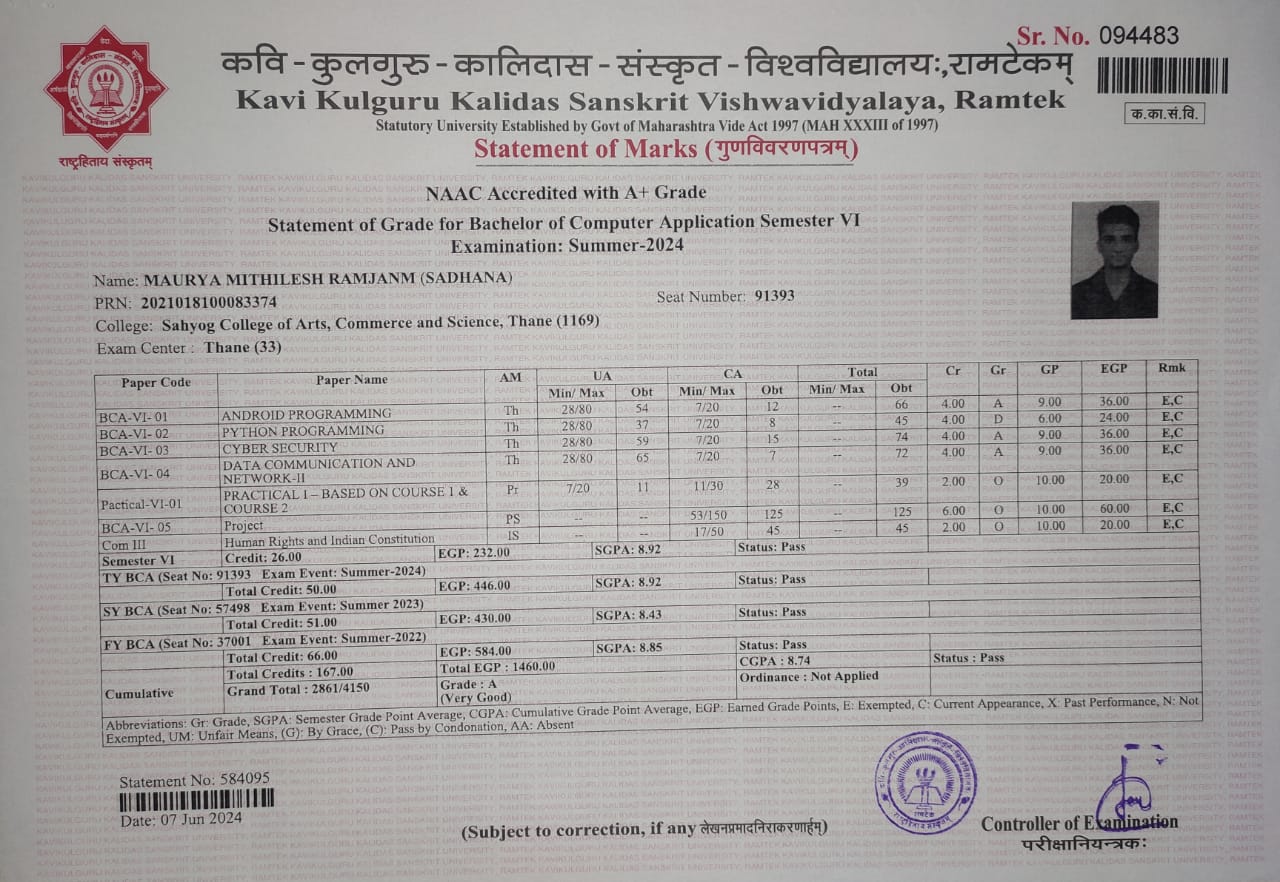 Sr. No. 094483
कवि - कुलगुरु - कालिदास - संस्कृत - विश्वविद्यालयः,रामटेकम्
Kavi Kulguru Kalidas Sanskrit Vishwavidyalaya, Ramtek
क.का.सं.वि.
Statutory University Established by Govt of Maharashtra Vide Act 1997 (MAH XXXIII of 1997)
राष्ट्रहिताय संस्कृतम्
Statement of Marks (गुणविवरणपत्रम्)
NAAC Accredited with A+ Grade
Statement of Grade for Bachelor of Computer Application Semester VI
Examination: Summer-2024
Name: MAURYA MITHILESH RAMJANM (SADHANA)
PRN: 2021018100083374 Seat Number: 91393
College: Sahyog College of Arts, Commerce and Science, Thane (1169)
Exam Center : Thane (33)
Paper Code Paper Name AM UA CA Total Cr Gr GP EGP Rmk
Min/ Max Obt Min/ Max Obt Min/ Max Obt
BCA-VI- 01 ANDROID PROGRAMMING Th 28/80 54 7/20 12 -- 66 4.00 A 9.00 36.00 E,C
BCA-VI- 02 PYTHON PROGRAMMING Th 28/80 37 7/20 8 -- 45 4.00 D 6.00 24.00 E,C
BCA-VI- 03 CYBER SECURITY Th 28/80 59 7/20 15 -- 74 4.00 A 9.00 36.00 E,C
BCA-VI- 04 DATA COMMUNICATION AND Th 28/80 65 7/20 7 -- 72 4.00 A 9.00 36.00 E,C
NETWORK-II
Pactical-VI-01 PRACTICAL I – BASED ON COURSE 1 & Pr 7/20 11 11/30 28 -- 39 2.00 O 10.00 20.00 E,C
COURSE 2
BCA-VI- 05 Project PS -- -- 53/150 125 -- 125 6.00 O 10.00 60.00 E,C
Com III Human Rights and Indian Constitution IS -- -- 17/50 45 -- 45 2.00 O 10.00 20.00 E,C
Semester VI Credit: 26.00 EGP: 232.00 SGPA: 8.92 Status: Pass
TY BCA (Seat No: 91393 Exam Event: Summer-2024)
Total Credit: 50.00 EGP: 446.00 SGPA: 8.92 Status: Pass
SY BCA (Seat No: 57498 Exam Event: Summer 2023)
Total Credit: 51.00 EGP: 430.00 SGPA: 8.43 Status: Pass
FY BCA (Seat No: 37001 Exam Event: Summer-2022)
Total Credit: 66.00 EGP: 584.00 SGPA: 8.85 Status: Pass
Total Credits : 167.00 Total EGP : 1460.00 CGPA : 8.74 Status : Pass
Cumulative Grand Total : 2861/4150 Grade : A Ordinance : Not Applied
(Very Good)
Abbreviations: Gr: Grade, SGPA: Semester Grade Point Average, CGPA: Cumulative Grade Point Average, EGP: Earned Grade Points, E: Exempted, C: Current Appearance, X: Past Performance, N: Not
Exempted, UM: Unfair Means, (G): By Grace, (C): Pass by Condonation, AA: Absent
Statement No: 584095
Date: 07 Jun 2024
(Subject to correction, if any लेखनप्रमादनिराकरणार्हम्)
Controller of Examination
परीक्षानियन्त्रकः